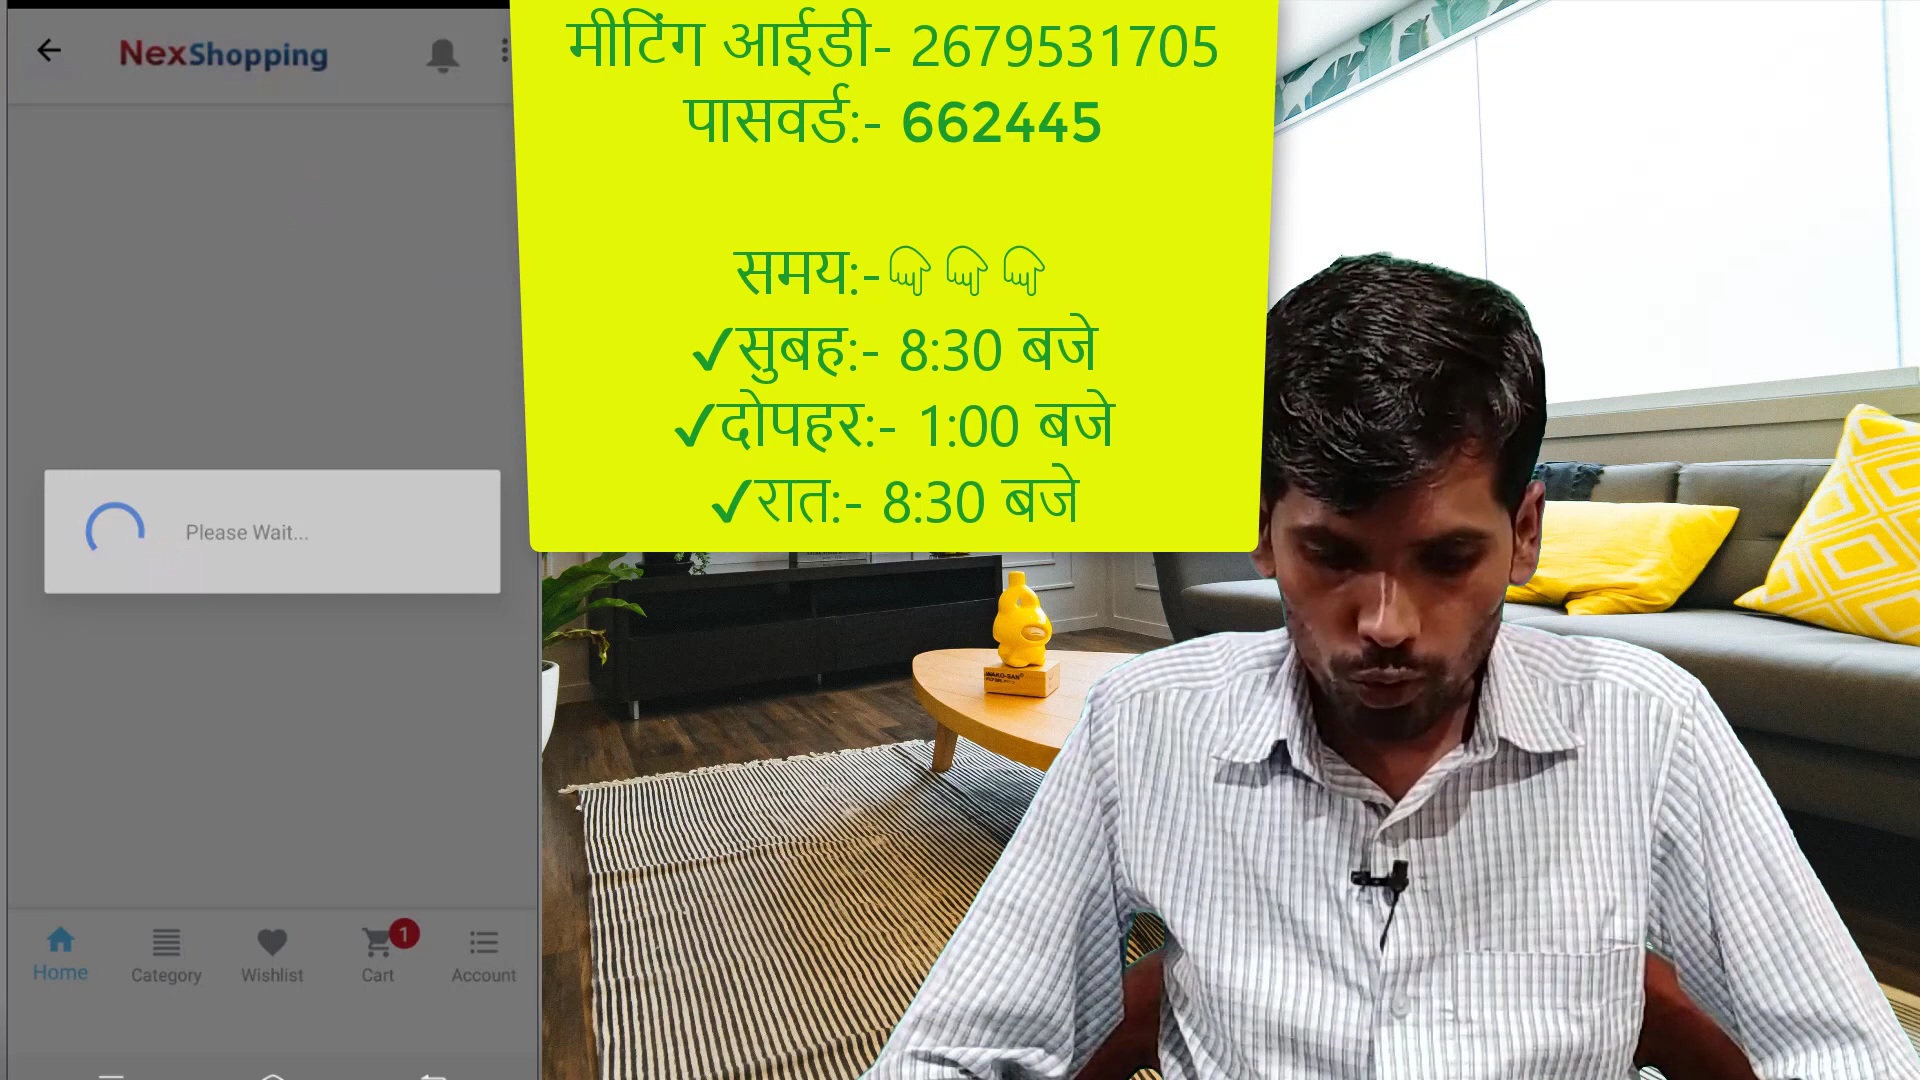 NexShopping
Please Wait...
Home
Category
Wishlist
Cart
1
Account
मीटिंग आईडी- 2679531705
पासवर्ड:- 662445
समय:-👇👇👇
✔सुबह:- 8:30 बजे
✔दोपहर:- 1:00 बजे
✔रात:- 8:30 बजे